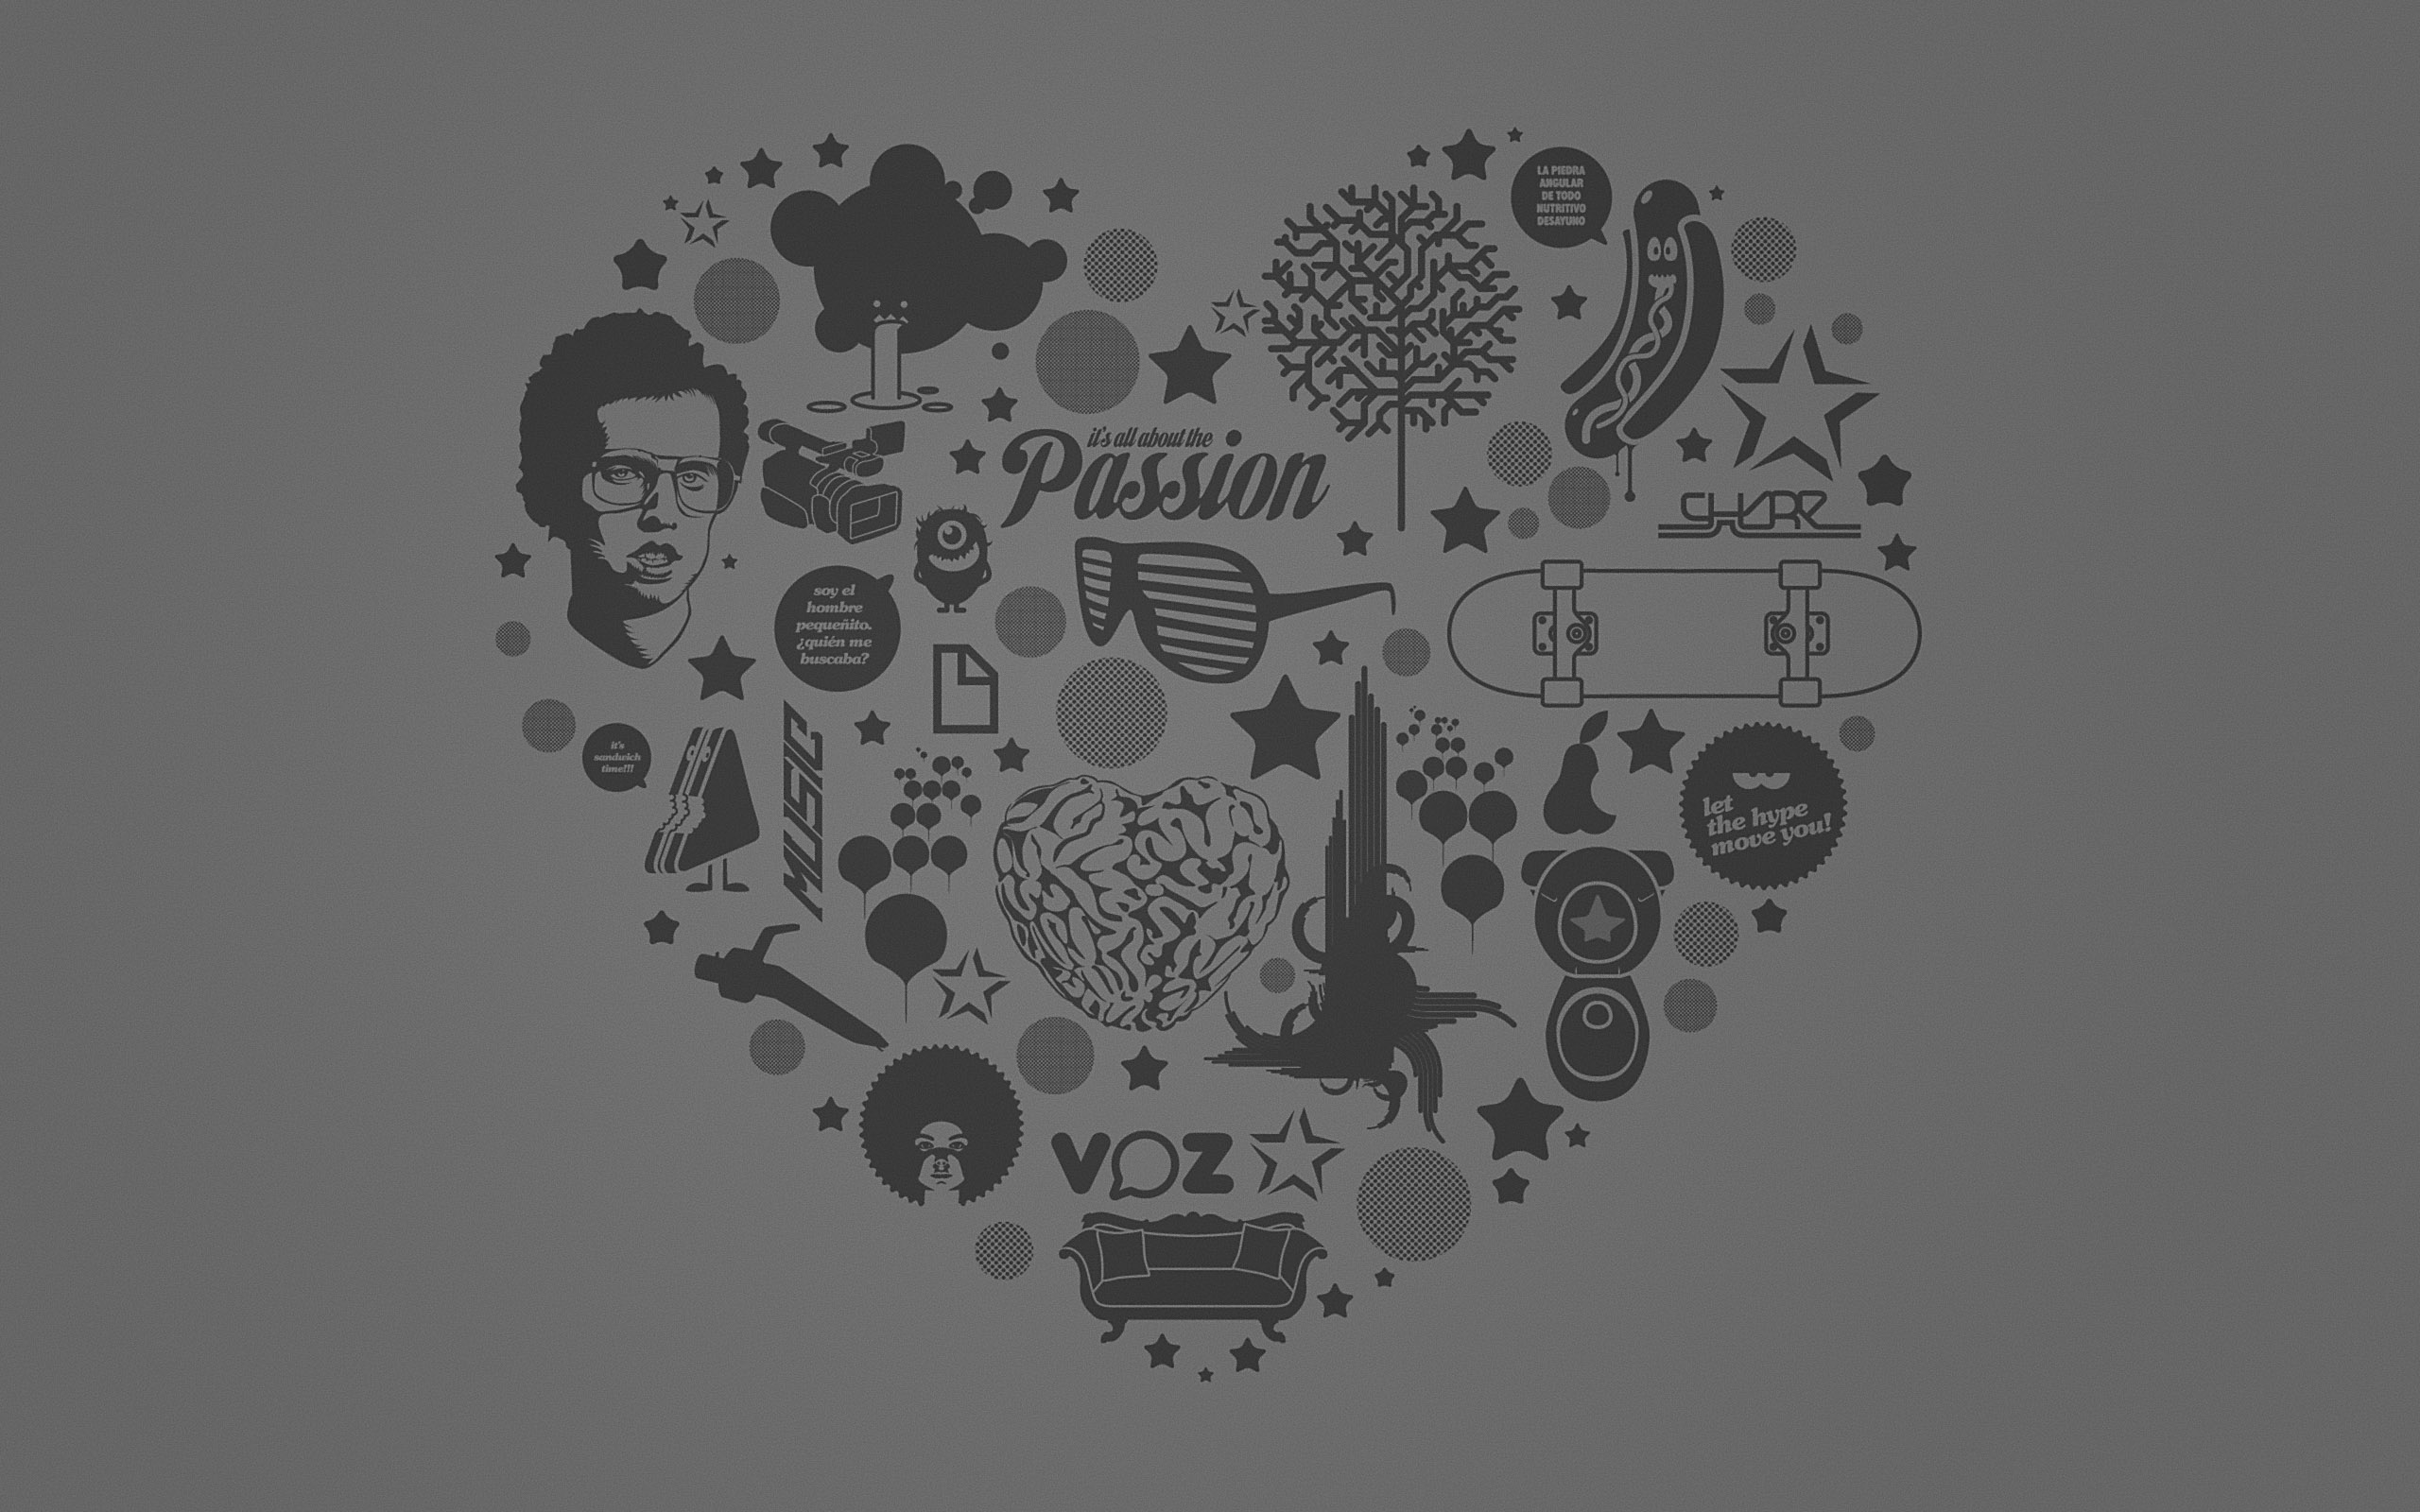 LA PIEDRA
ANGULAR
DE TODO
NUTRITIVO
DESAYUNO
it's all about the
Passion
SHARE
soy el
hombre
pequeñito.
¿quién me
buscaba?
it's
sandwich
time!!!
MUSIC
let
the hype
move you!
VOZ